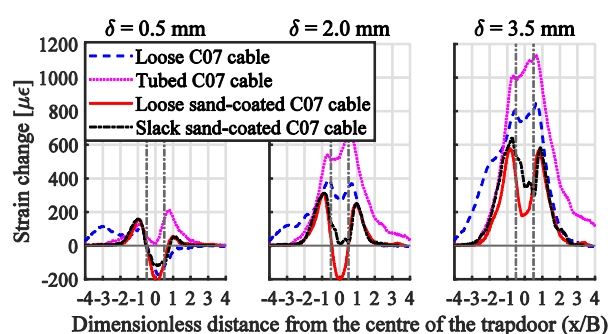 δ = 0.5 mm δ = 2.0 mm δ = 3.5 mm
1200
1000
800
600
400
200
0
-200
Strain change [µϵ]
Loose C07 cable
Tubed C07 cable
Loose sand-coated C07 cable
Slack sand-coated C07 cable
-4 -3 -2 -1 0 1 2 3 4 -4 -3 -2 -1 0 1 2 3 4 -4 -3 -2 -1 0 1 2 3 4
Dimensionless distance from the centre of the trapdoor (x/B)